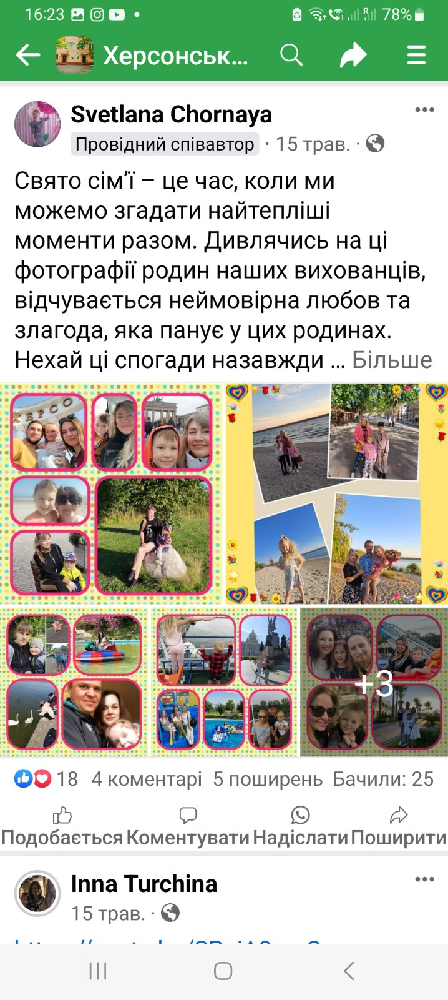 16:23
78%
Херсонськ...
Svetlana Chornaya
Провідний співавтор · 15 трав. ·
Свято сім’ї – це час, коли ми
можемо згадати найтепліші
моменти разом. Дивлячись на ці
фотографії родин наших вихованців,
відчувається неймовірна любов та
злагода, яка панує у цих родинах.
Нехай ці спогади назавжди ... Більше
ХЕРСО
5
+3
18 4 коментарі 5 поширень Бачили: 25
Подобається Коментувати Надіслати Поширити
Inna Turchina
15 трав. ·